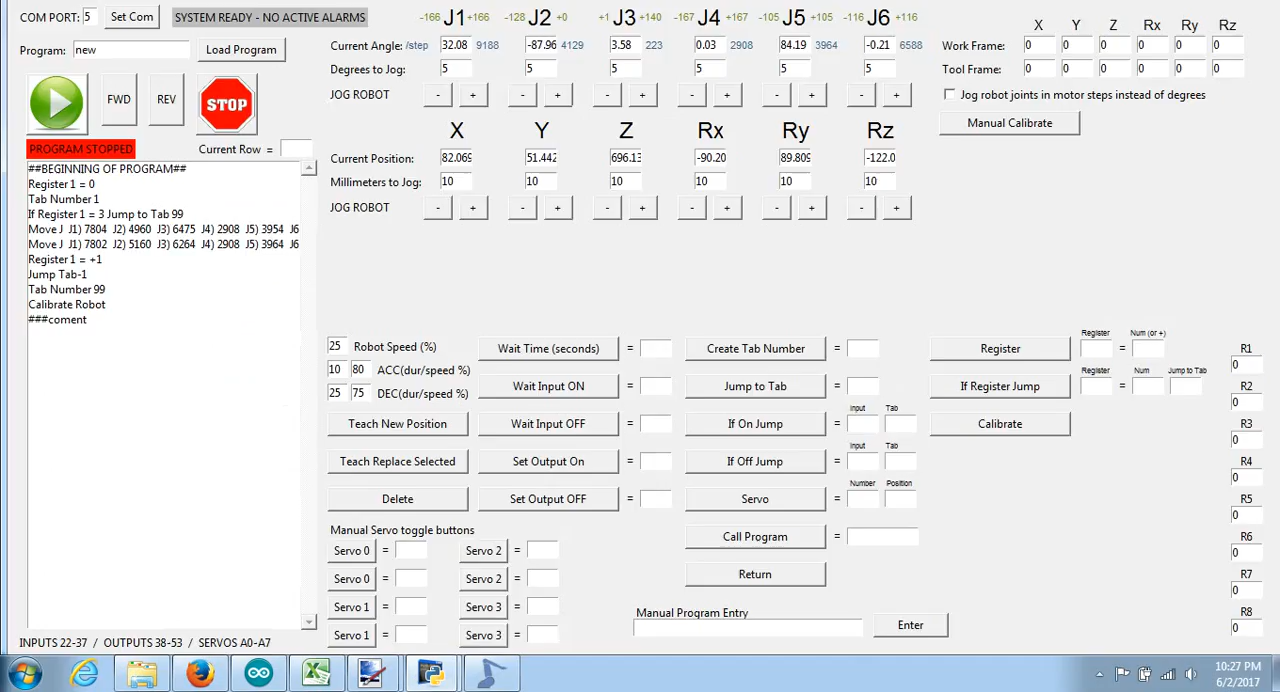 COM PORT: 5 Set Com SYSTEM READY - NO ACTIVE ALARMS
Program: new Load Program
FWD REV STOP
PROGRAM STOPPED Current Row =
##BEGINNING OF PROGRAM##
Register 1 = 0
Tab Number 1
If Register 1 = 3 Jump to Tab 99
Move J J1) 7804 J2) 4960 J3) 6475 J4) 2908 J5) 3954 J6
Move J J1) 7802 J2) 5160 J3) 6264 J4) 2908 J5) 3964 J6
Register 1 = +1
Jump Tab-1
Tab Number 99
Calibrate Robot
###coment
INPUTS 22-37 / OUTPUTS 38-53 / SERVOS A0-A7
-166 J1 +166 -128 J2 +0 +1 J3 +140 -167 J4 +167 -105 J5 +105 -116 J6 +116
Current Angle: /step 32.08 9188 -87.96 4129 3.58 223 0.03 2908 84.19 3964 -0.21 6588
Degrees to Jog: 5 5 5 5 5 5
JOG ROBOT - + - + - + - + - + - +
X Y Z Rx Ry Rz
Current Position: 82.069 51.442 696.13 -90.20 89.809 -122.0
Millimeters to Jog: 10 10 10 10 10 10
JOG ROBOT - + - + - + - + - + - +
X Y Z Rx Ry Rz
Work Frame: 0 0 0 0 0 0
Tool Frame: 0 0 0 0 0 0
Jog robot joints in motor steps instead of degrees
Manual Calibrate
25 Robot Speed (%)
10 80 ACC(dur/speed %)
25 75 DEC(dur/speed %)
Teach New Position
Teach Replace Selected
Delete
Wait Time (seconds) =
Wait Input ON =
Wait Input OFF =
Set Output On =
Set Output OFF =
Create Tab Number =
Jump to Tab =
Input Tab
If On Jump =
Input Tab
If Off Jump =
Number Position
Servo =
Call Program =
Return
Register Num (or +)
Register =
Register Num Jump to Tab
If Register Jump =
Calibrate
Manual Servo toggle buttons
Servo 0 = Servo 2 =
Servo 0 = Servo 2 =
Servo 1 = Servo 3 =
Servo 1 = Servo 3 =
Manual Program Entry
Enter
R1
0
R2
0
R3
0
R4
0
R5
0
R6
0
R7
0
R8
0
10:27 PM
6/2/2017